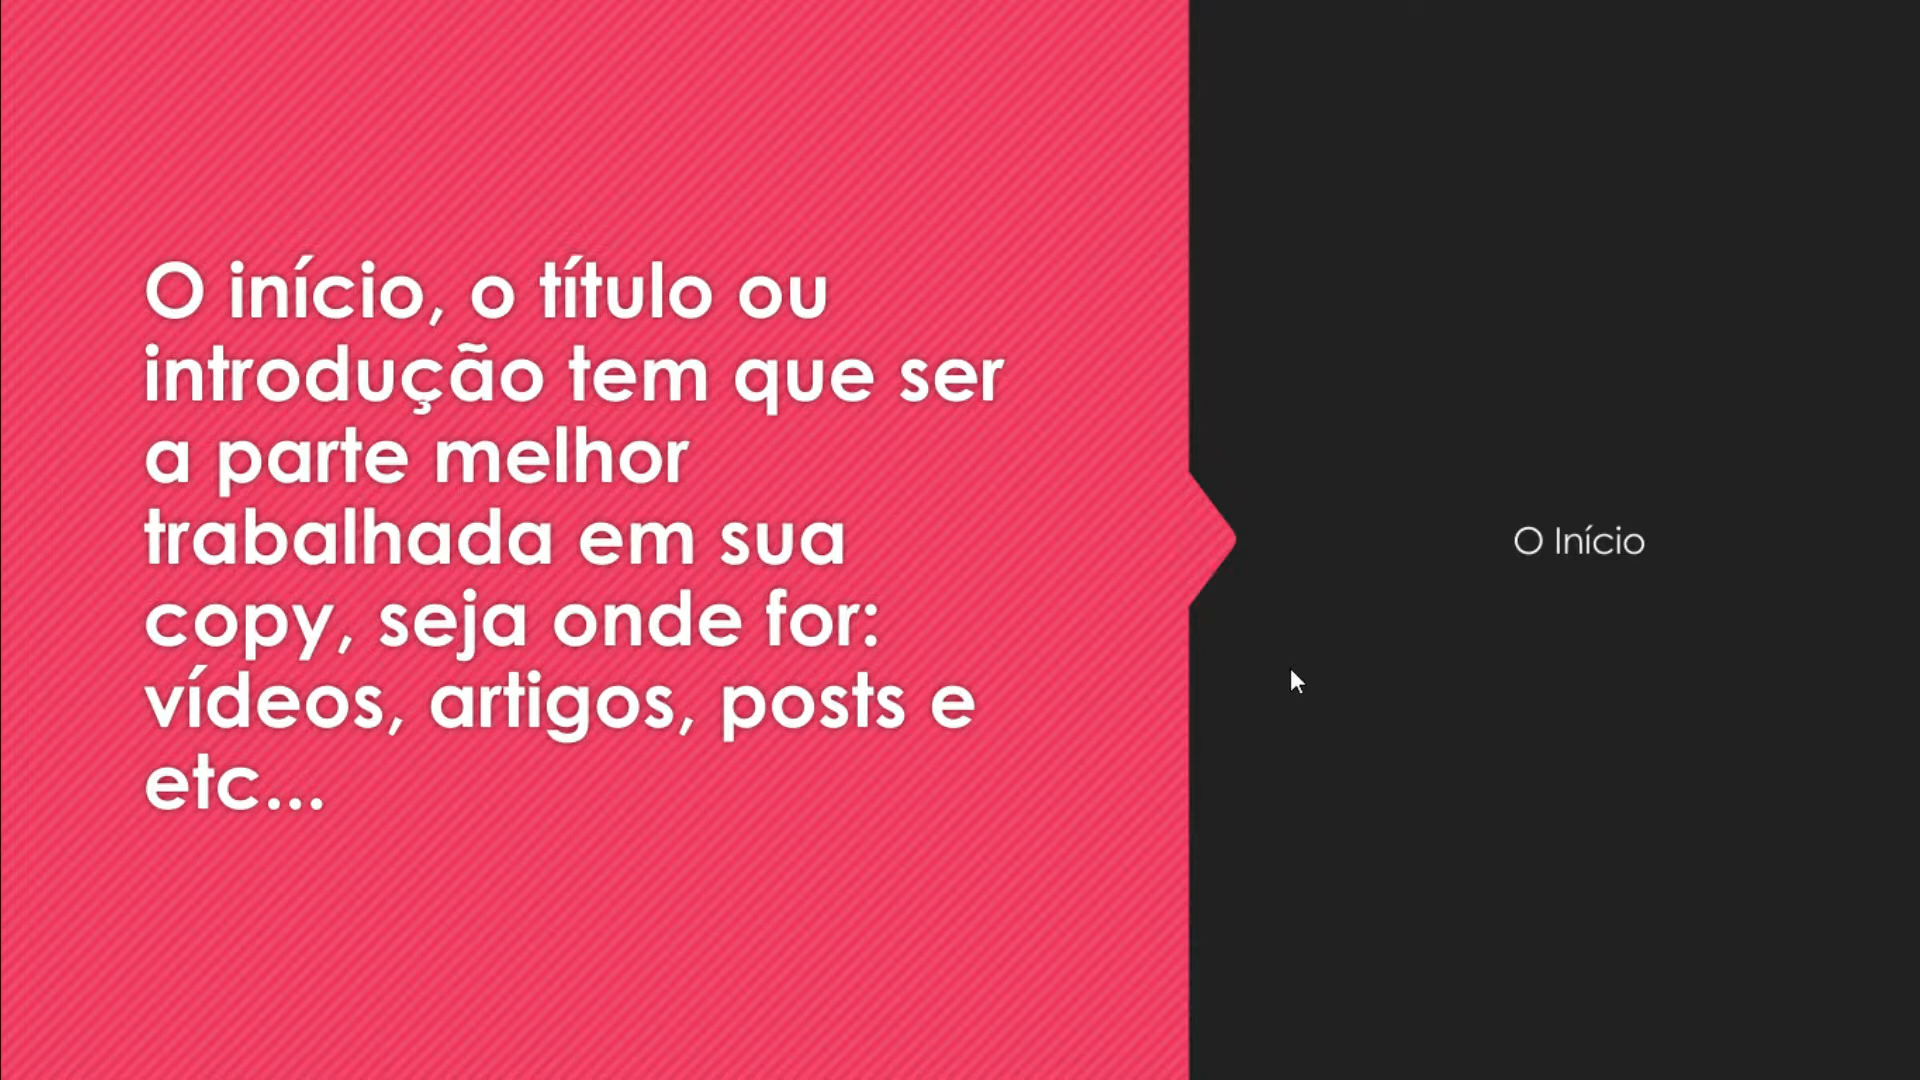 O início, o título ou
introdução tem que ser
a parte melhor
trabalhada em sua
copy, seja onde for:
vídeos, artigos, posts e
etc...
O Início